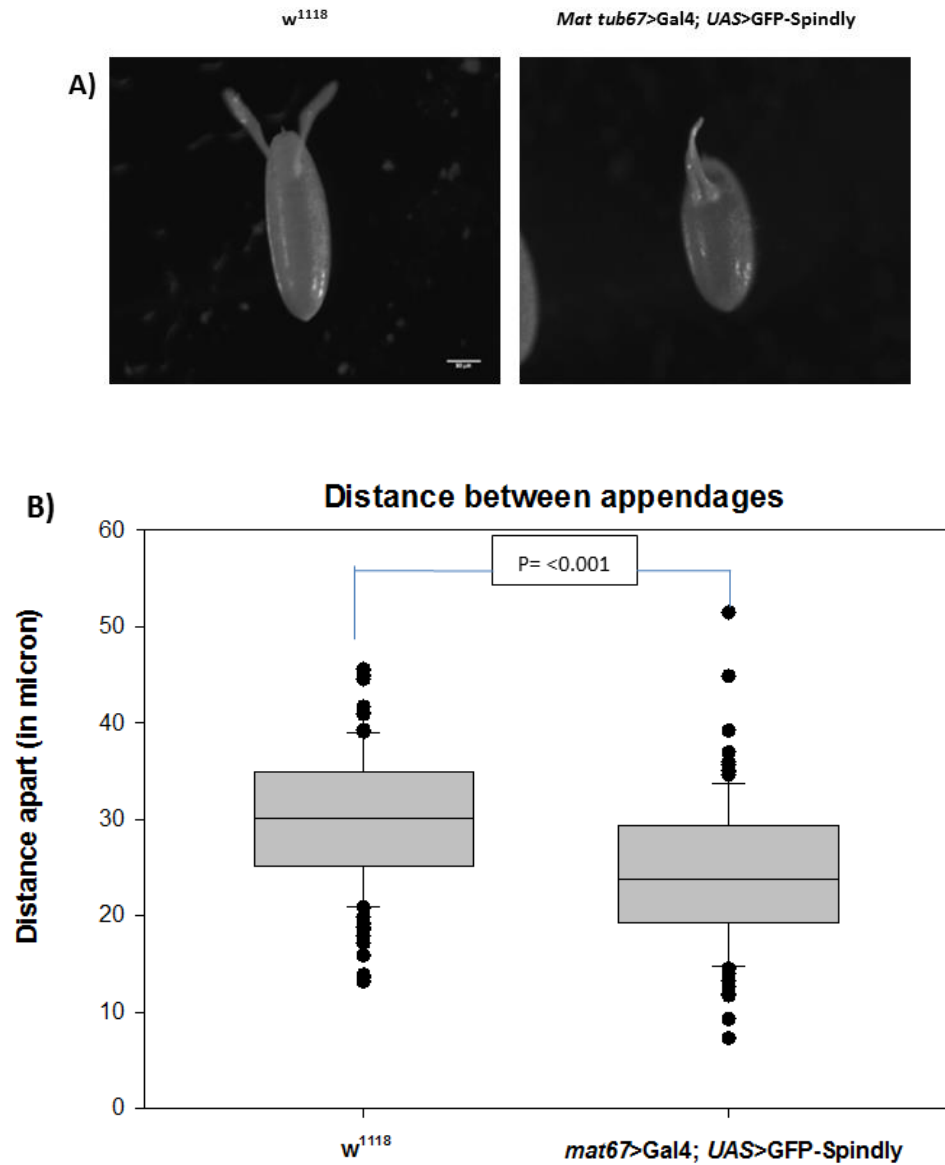 w¹¹¹⁸ Mat tub67>Gal4; UAS>GFP-Spindly
A)
B) Distance between appendages
P= <0.001
Distance apart (in micron)
60
50
40
30
20
10
0
w¹¹¹⁸ mat67>Gal4; UAS>GFP-Spindly